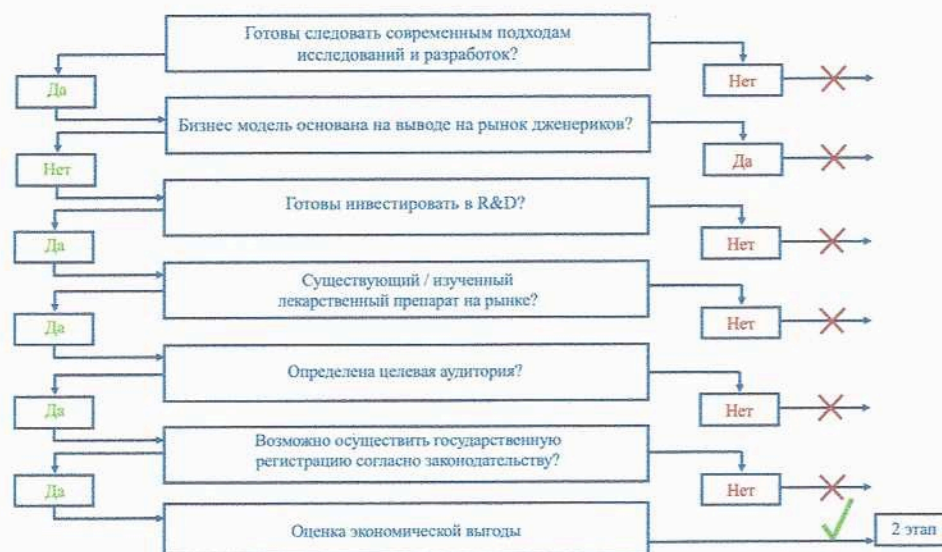 Готовы следовать современным подходам
исследований и разработок?
Да
Нет
Бизнес модель основана на выводе на рынок дженериков?
Нет
Да
Готовы инвестировать в R&D?
Да
Нет
Существующий / изученный
лекарственный препарат на рынке?
Да
Нет
Определена целевая аудитория?
Да
Нет
Возможно осуществить государственную
регистрацию согласно законодательству?
Да
Нет
Оценка экономической выгоды
2 этап